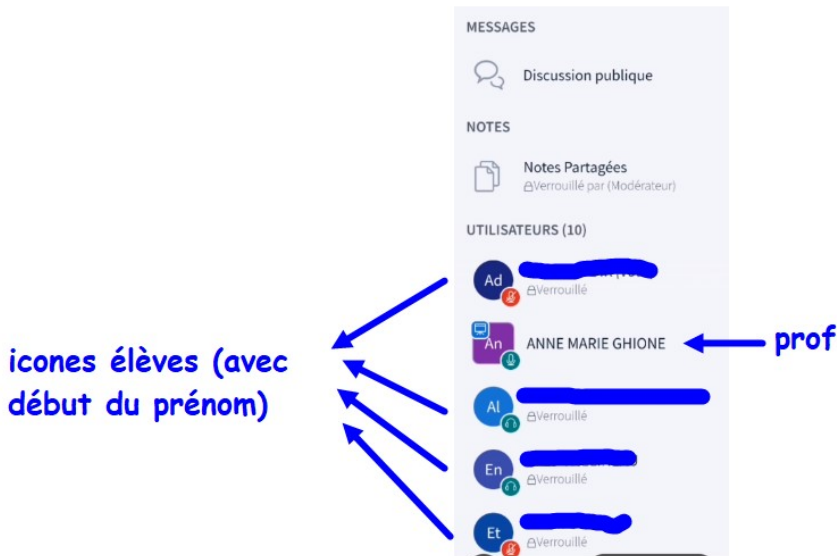 MESSAGES
Discussion publique
NOTES
Notes Partagées
Verrouillé par (Modérateur)
UTILISATEURS (10)
Ad
Verrouillé
An
ANNE MARIE GHIONE
prof
icones élèves (avec
début du prénom)
Al
Verrouillé
En
Verrouillé
Et
Verrouillé